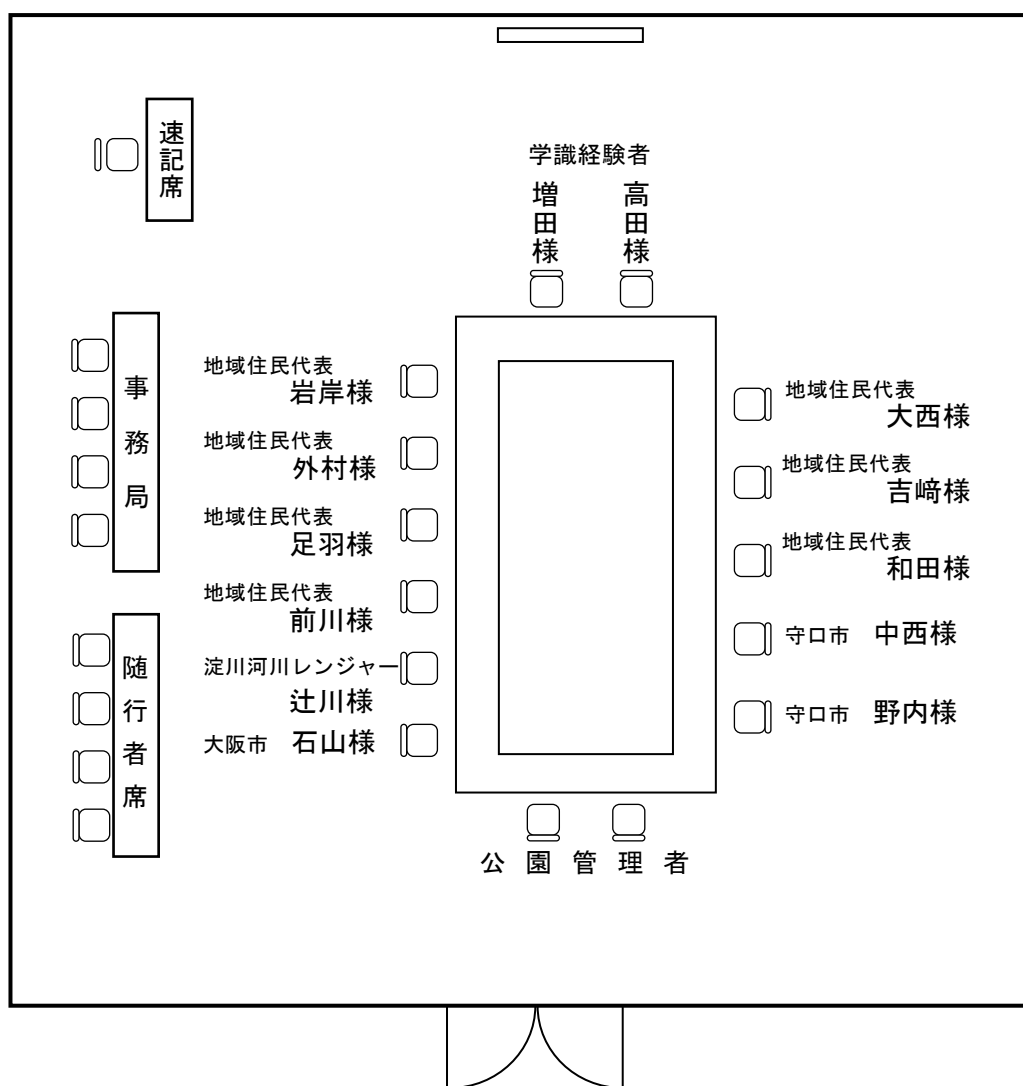 速記席
学識経験者
増田様
高田様
事務局
随行者席
地域住民代表
岩岸様
地域住民代表
外村様
地域住民代表
足羽様
地域住民代表
前川様
淀川河川レンジャー
辻川様
大阪市 石山様
地域住民代表
大西様
地域住民代表
吉﨑様
地域住民代表
和田様
守口市 中西様
守口市 野内様
公園管理者